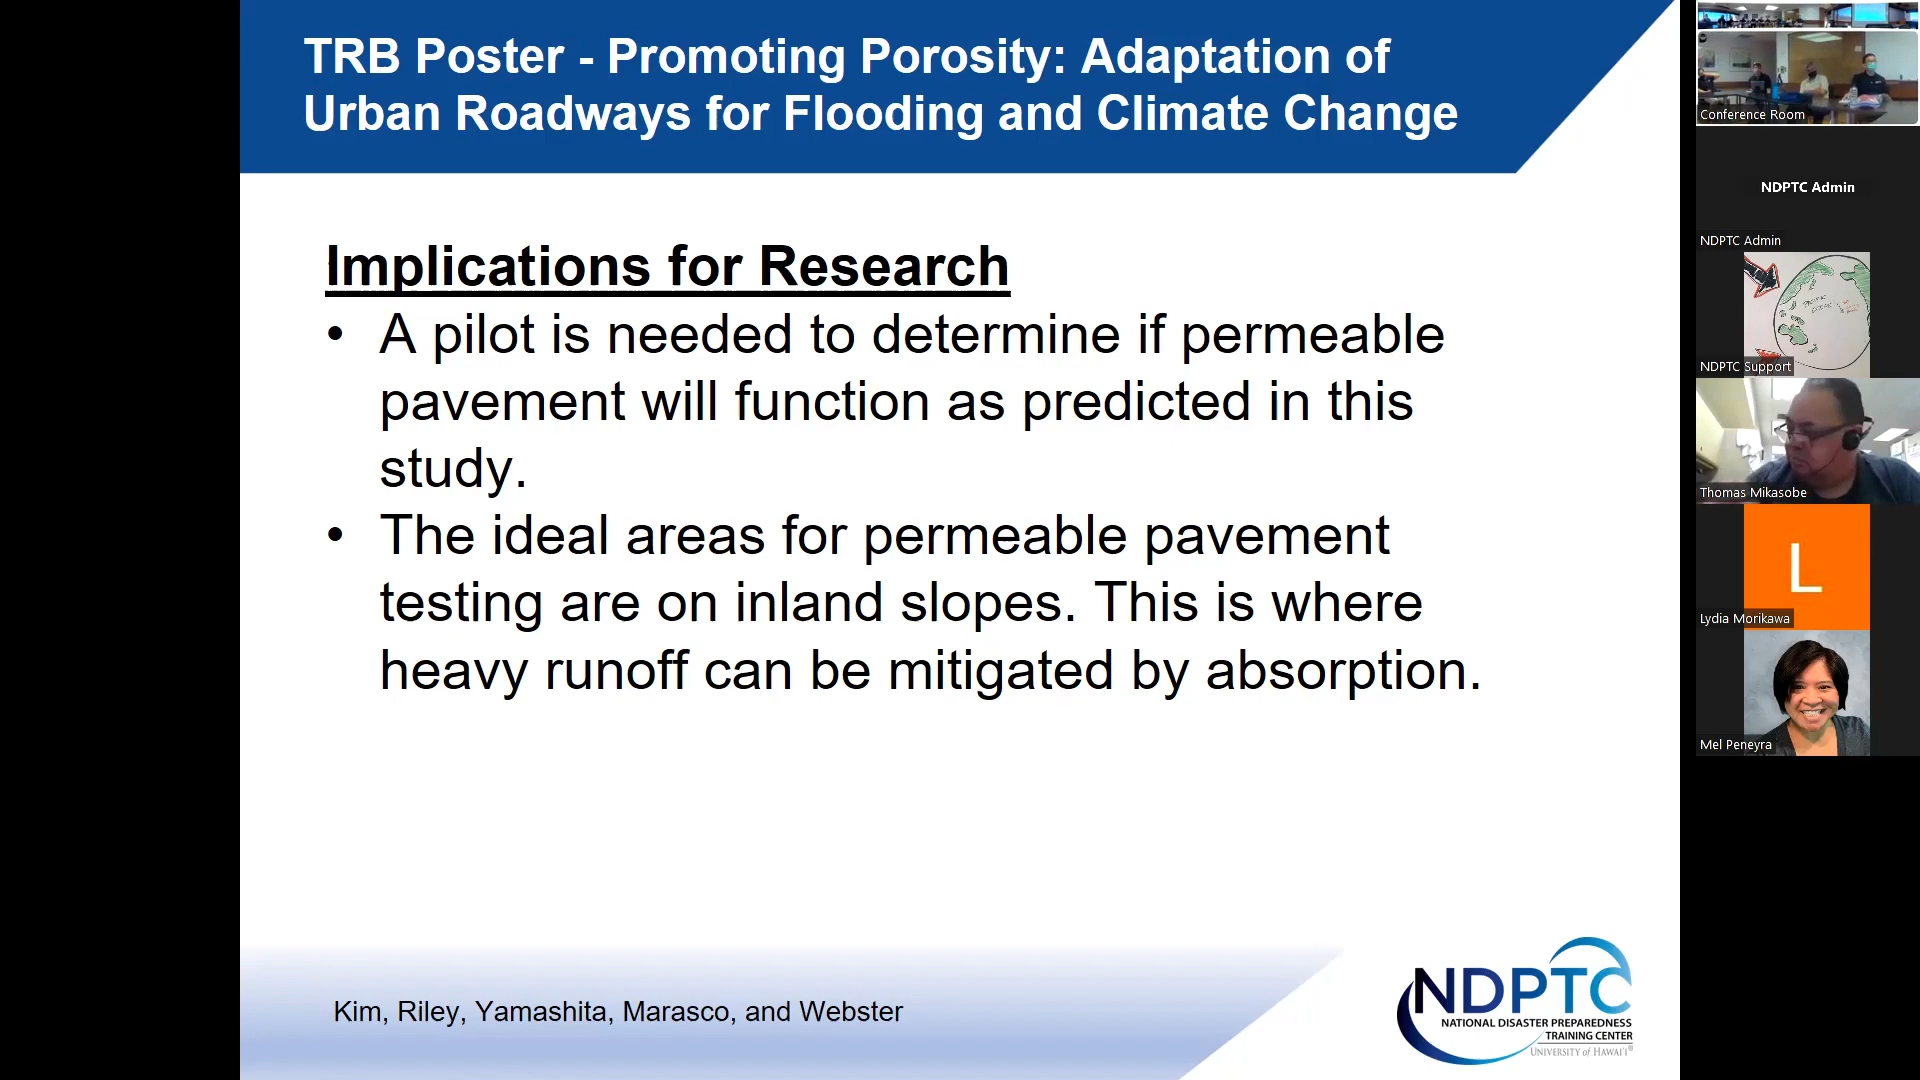 TRB Poster - Promoting Porosity: Adaptation of
Urban Roadways for Flooding and Climate Change
Implications for Research
• A pilot is needed to determine if permeable
pavement will function as predicted in this
study.
• The ideal areas for permeable pavement
testing are on inland slopes. This is where
heavy runoff can be mitigated by absorption.
Kim, Riley, Yamashita, Marasco, and Webster
NDPTC
NATIONAL DISASTER PREPAREDNESS
TRAINING CENTER
UNIVERSITY of HAWAI'I®
Conference Room
NDPTC Admin
NDPTC Admin
NDPTC Support
Thomas Mikasobe
L
Lydia Morikawa
Mel Peneyra